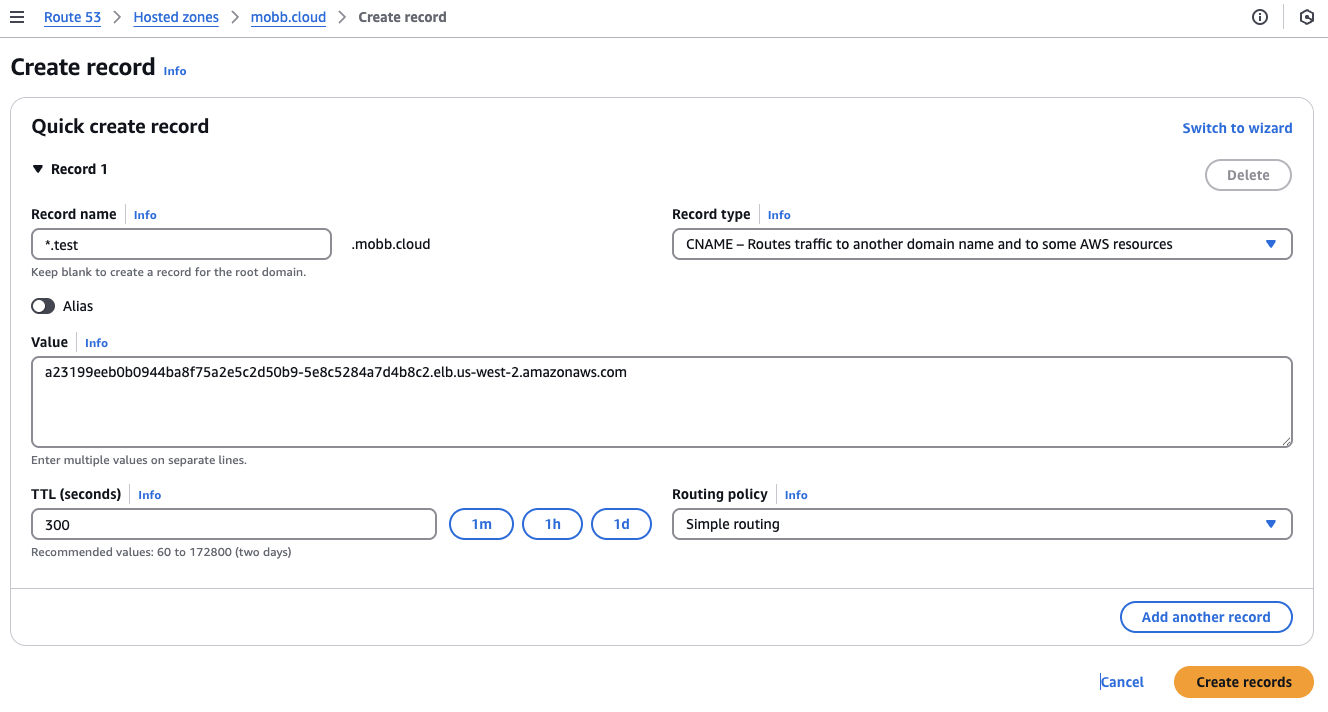 Route 53 > Hosted zones > mobb.cloud > Create record
Create record Info
Quick create record
Switch to wizard
Record 1
Delete
Record name Info
Record type Info
*.test .mobb.cloud
CNAME – Routes traffic to another domain name and to some AWS resources
Keep blank to create a record for the root domain.
Alias
Value Info
a23199eeb0b0944ba8f75a2e5c2d50b9-5e8c5284a7d4b8c2.elb.us-west-2.amazonaws.com
Enter multiple values on separate lines.
TTL (seconds) Info
Routing policy Info
300 1m 1h 1d
Simple routing
Recommended values: 60 to 172800 (two days)
Add another record
Cancel Create records